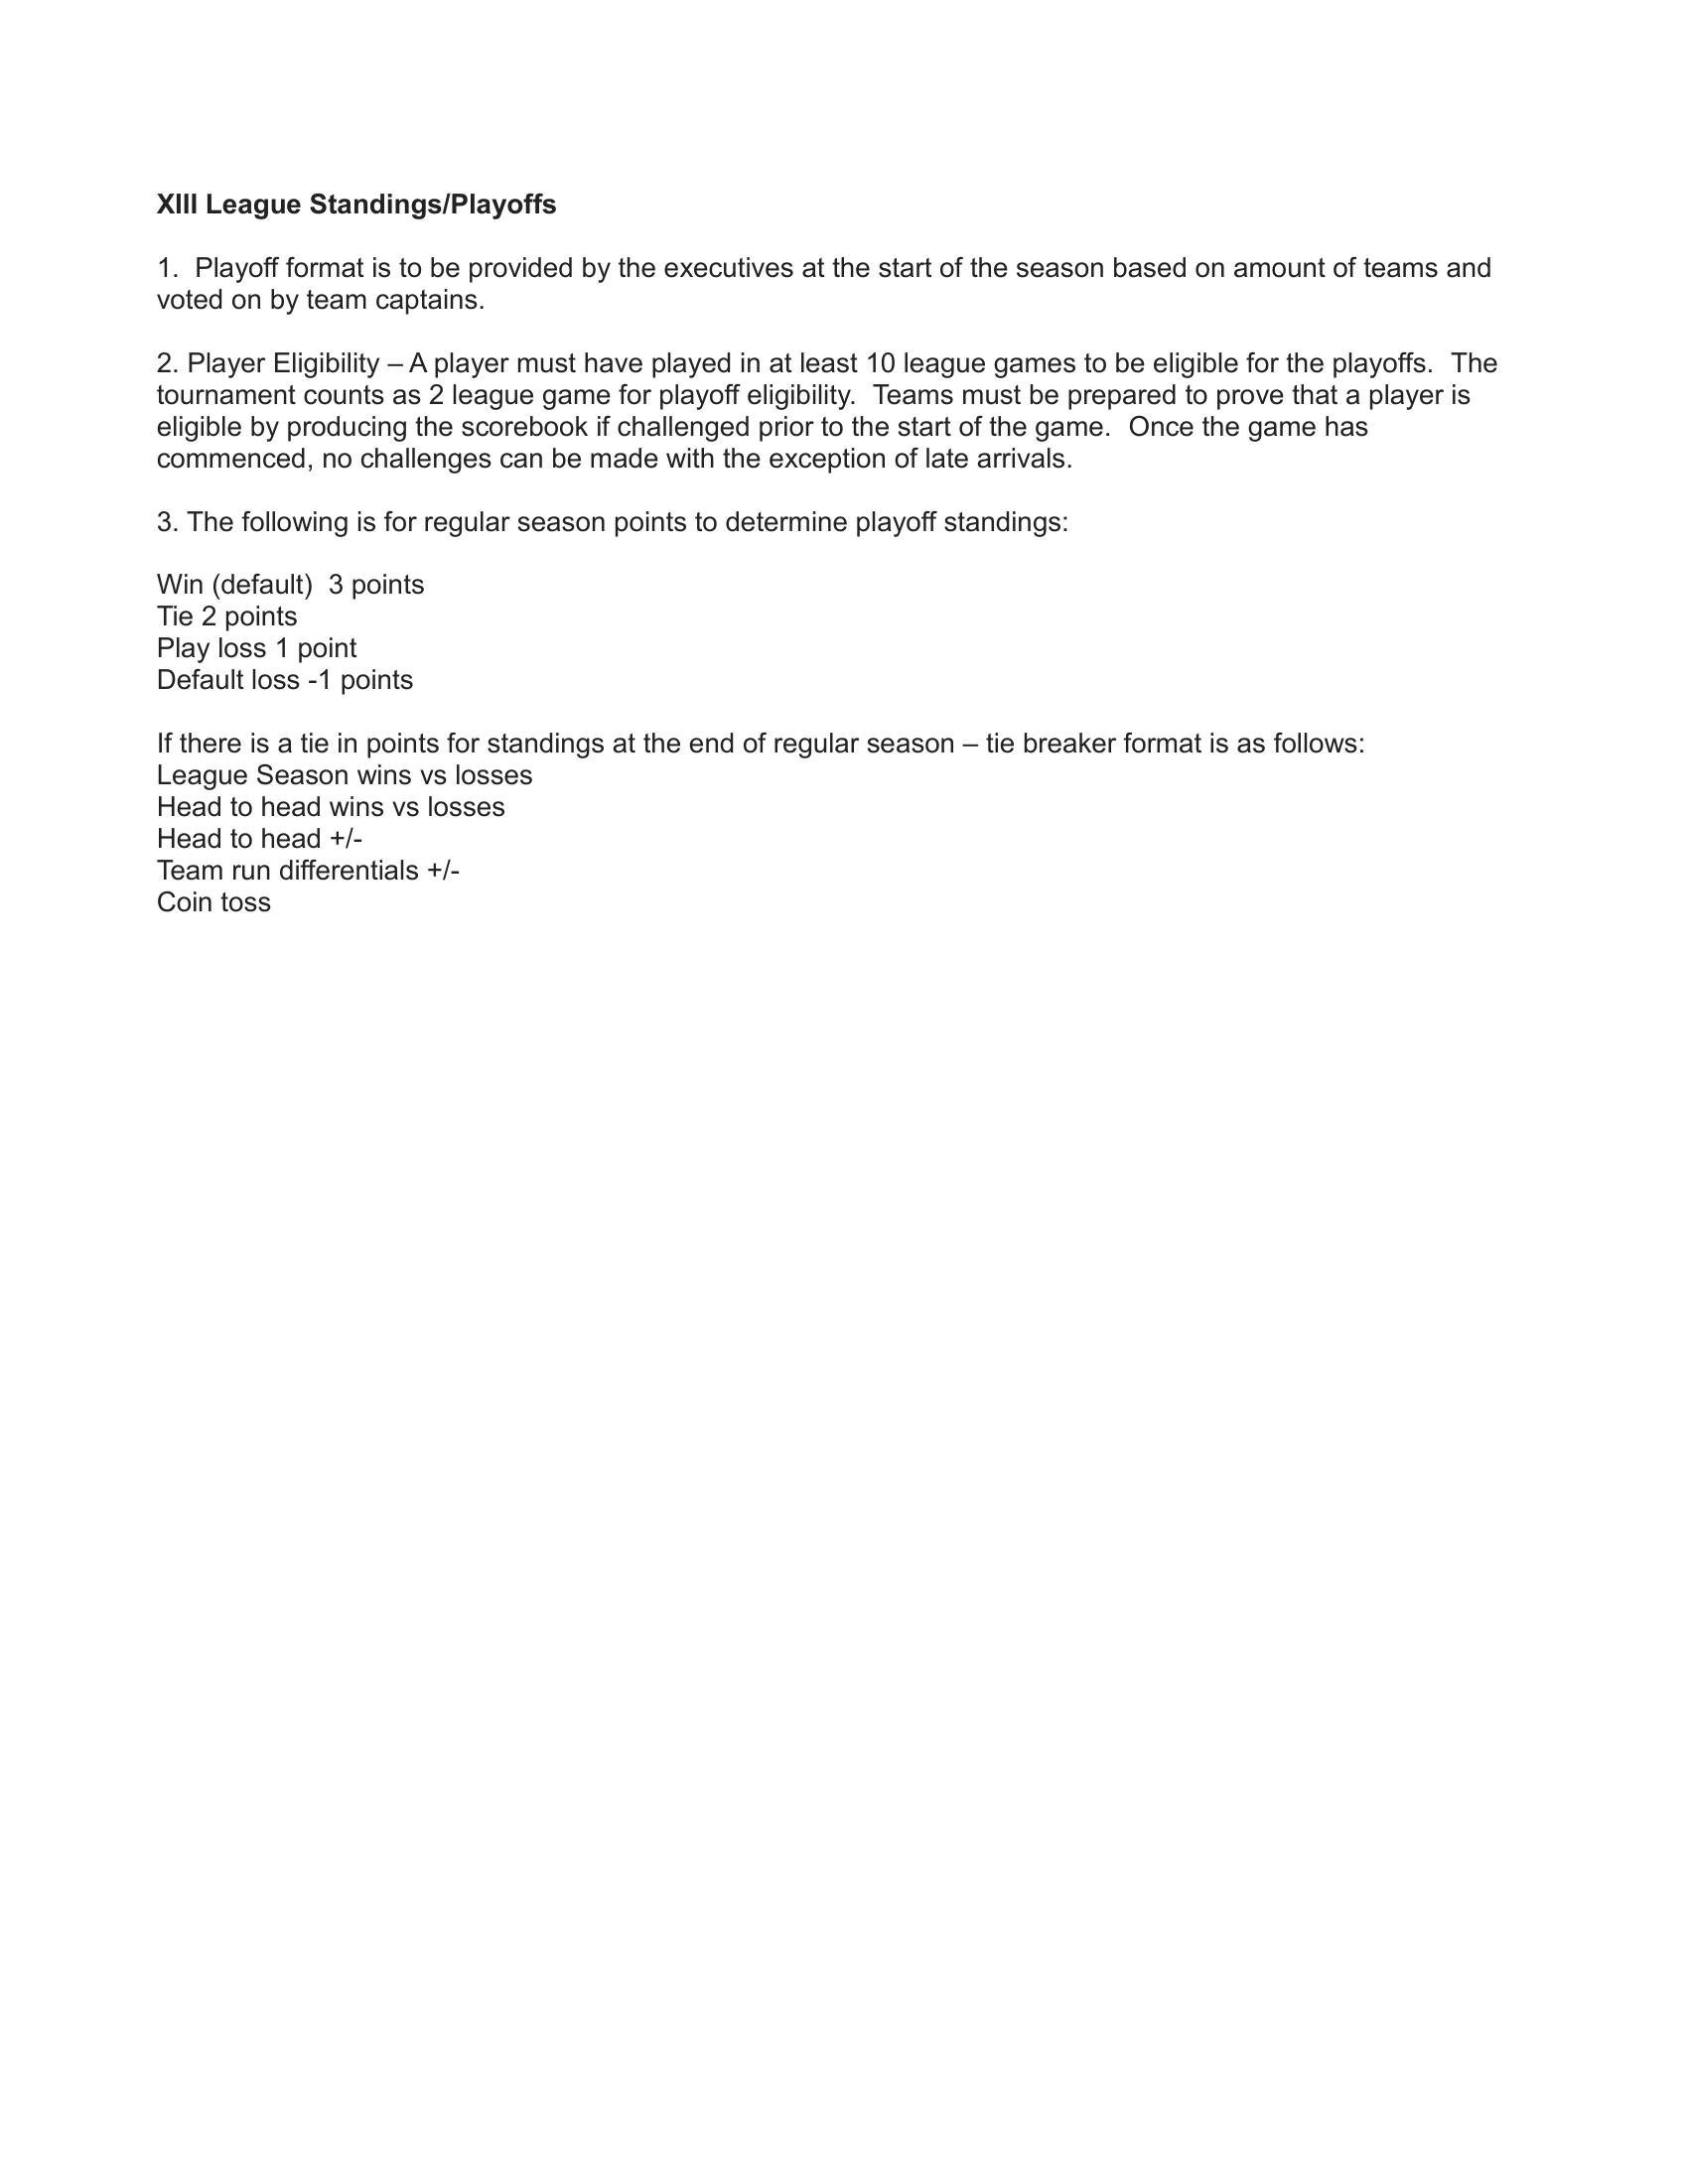 XIII League Standings/Playoffs
1.  Playoff format is to be provided by the executives at the start of the season based on amount of teams and
voted on by team captains.
2. Player Eligibility – A player must have played in at least 10 league games to be eligible for the playoffs.  The
tournament counts as 2 league game for playoff eligibility.  Teams must be prepared to prove that a player is
eligible by producing the scorebook if challenged prior to the start of the game.  Once the game has
commenced, no challenges can be made with the exception of late arrivals.
3. The following is for regular season points to determine playoff standings:
Win (default)  3 points
Tie 2 points
Play loss 1 point
Default loss -1 points
If there is a tie in points for standings at the end of regular season – tie breaker format is as follows:
League Season wins vs losses
Head to head wins vs losses
Head to head +/-
Team run differentials +/-
Coin toss